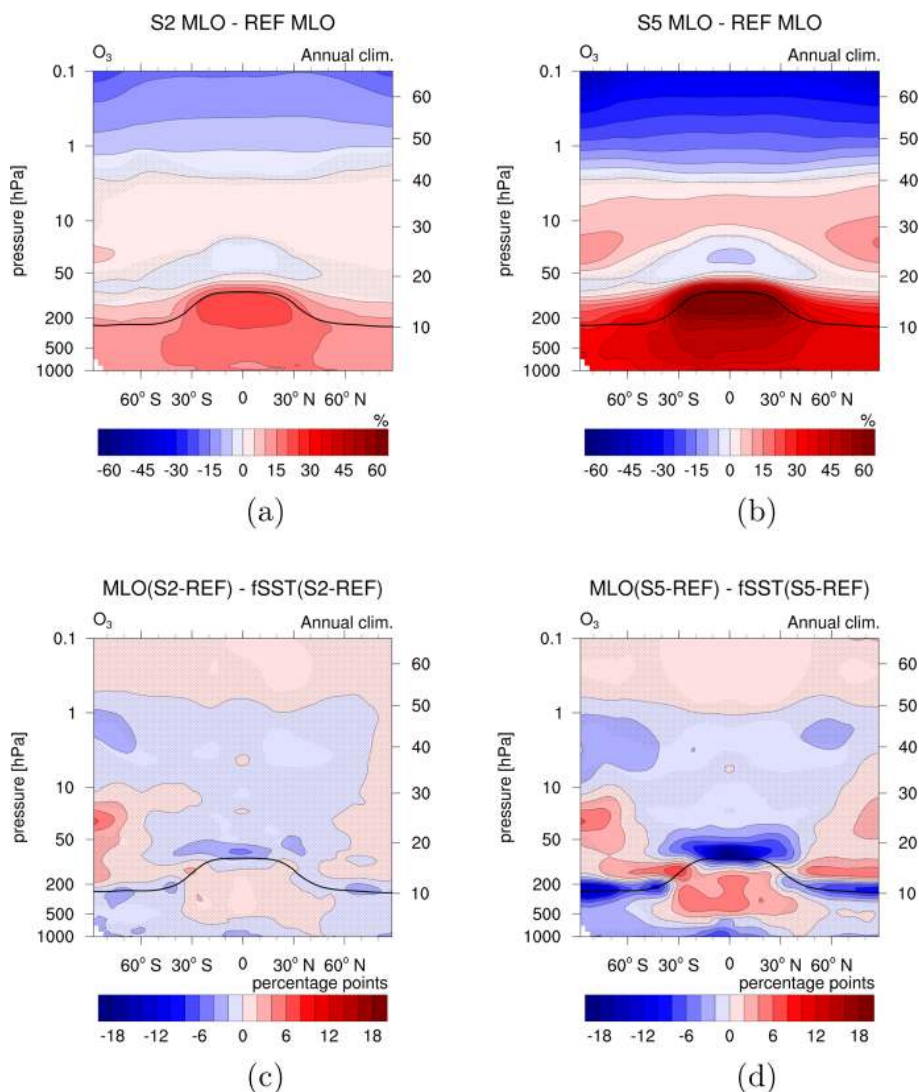 S2 MLO - REF MLO
O3 Annual clim.
0.1
1
10
50
200
500
1000
pressure [hPa]
60
50
40
30
20
10
60° S 30° S 0 30° N 60° N
%
-60 -45 -30 -15 0 15 30 45 60
(a)
S5 MLO - REF MLO
O3 Annual clim.
0.1
1
10
50
200
500
1000
pressure [hPa]
60
50
40
30
20
10
60° S 30° S 0 30° N 60° N
%
-60 -45 -30 -15 0 15 30 45 60
(b)
MLO(S2-REF) - fSST(S2-REF)
O3 Annual clim.
0.1
1
10
50
200
500
1000
pressure [hPa]
60
50
40
30
20
10
60° S 30° S 0 30° N 60° N
percentage points
-18 -12 -6 0 6 12 18
(c)
MLO(S5-REF) - fSST(S5-REF)
O3 Annual clim.
0.1
1
10
50
200
500
1000
pressure [hPa]
60
50
40
30
20
10
60° S 30° S 0 30° N 60° N
percentage points
-18 -12 -6 0 6 12 18
(d)